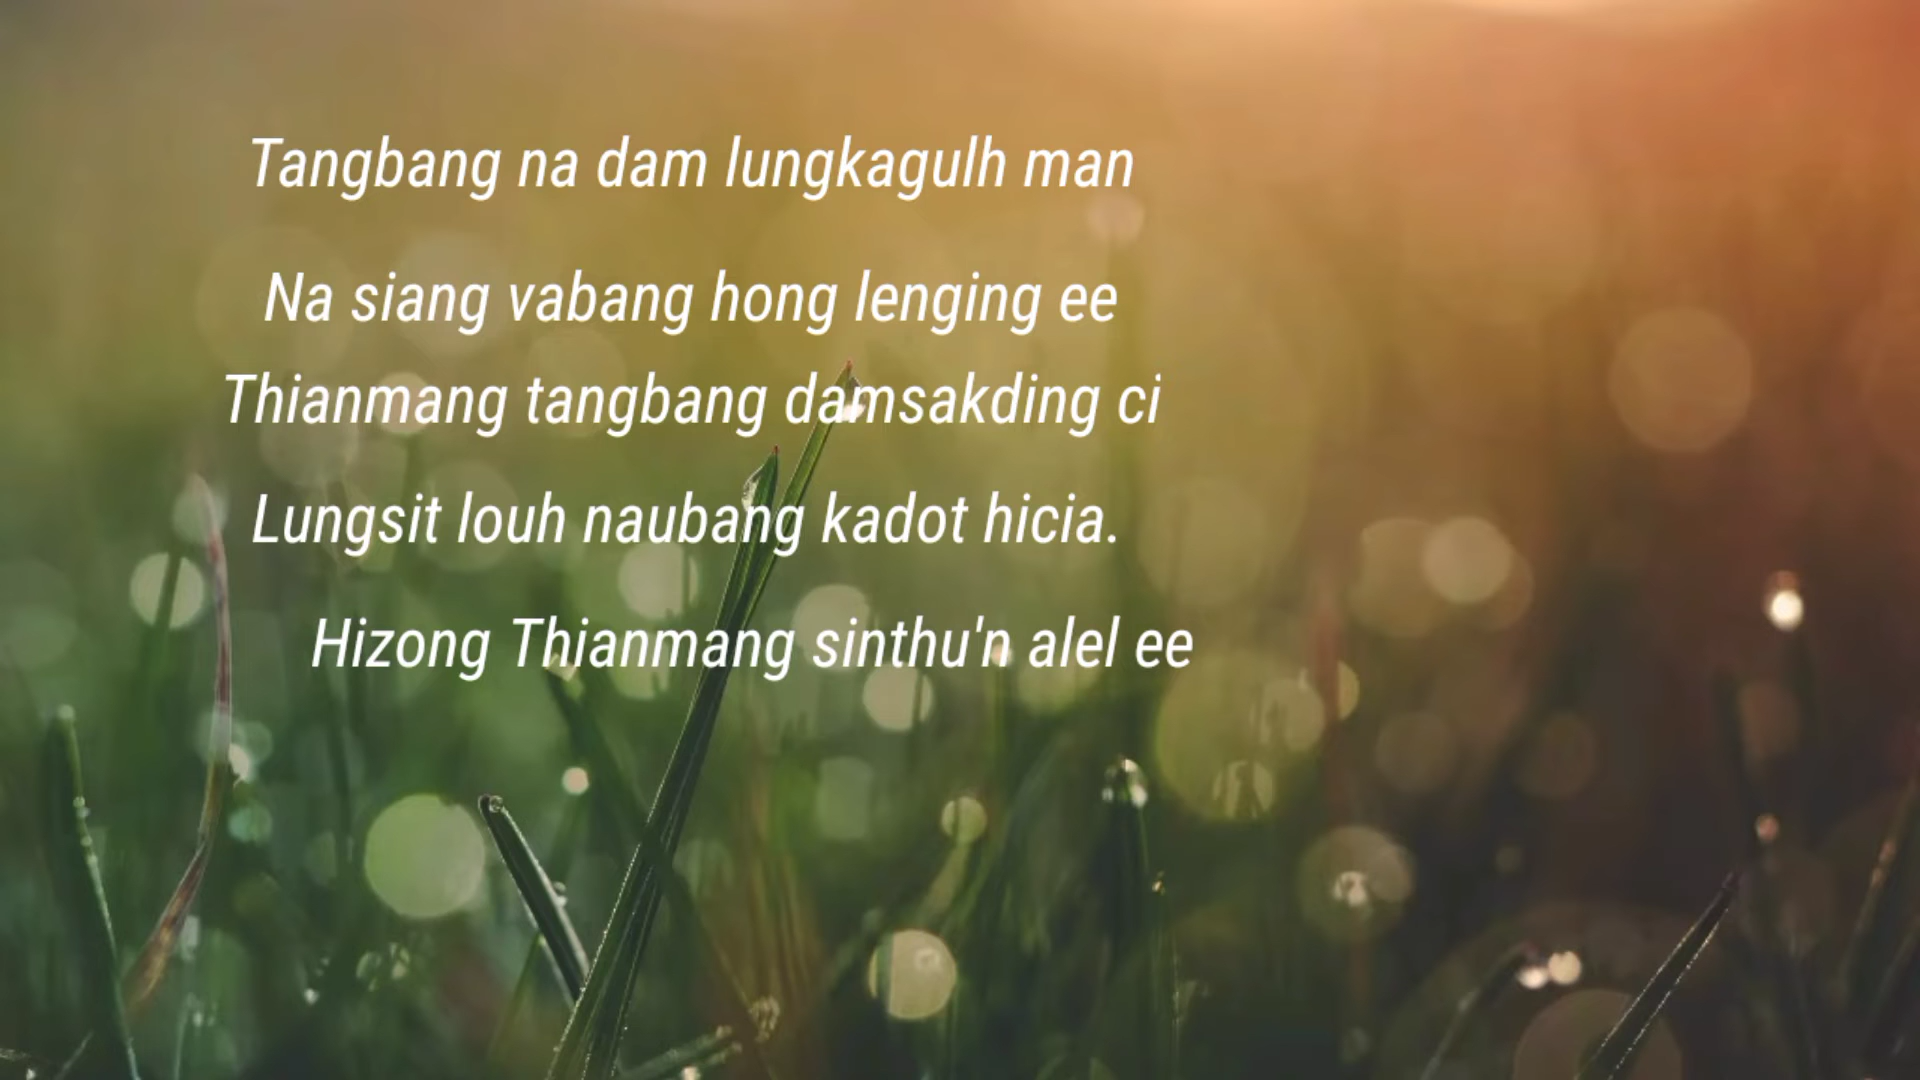 Tangbang na dam lungkagulh man
Na siang vabang hong lenging ee
Thianmang tangbang damsakding ci
Lungsit louh naubang kadot hicia.
Hizong Thianmang sinthu'n alel ee